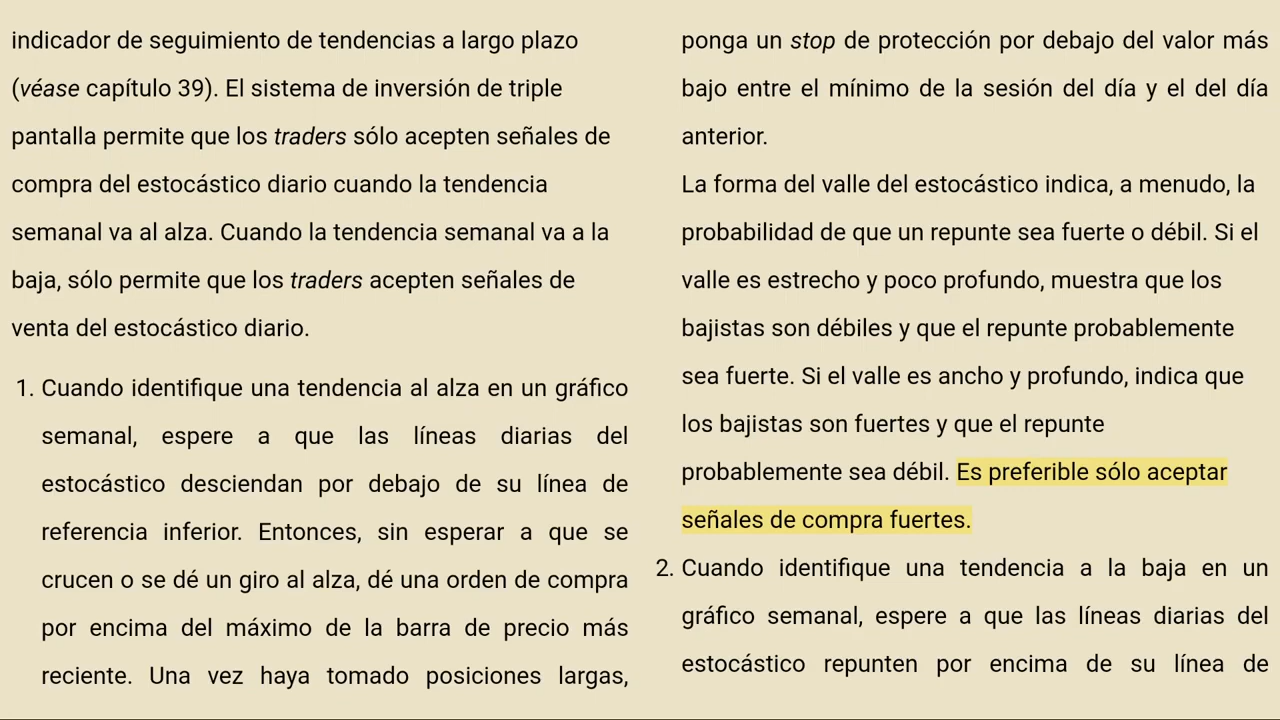 indicador de seguimiento de tendencias a largo plazo
(véase capítulo 39). El sistema de inversión de triple
pantalla permite que los traders sólo acepten señales de
compra del estocástico diario cuando la tendencia
semanal va al alza. Cuando la tendencia semanal va a la
baja, sólo permite que los traders acepten señales de
venta del estocástico diario.
1. Cuando identifique una tendencia al alza en un gráfico
semanal, espere a que las líneas diarias del
estocástico desciendan por debajo de su línea de
referencia inferior. Entonces, sin esperar a que se
crucen o se dé un giro al alza, dé una orden de compra
por encima del máximo de la barra de precio más
reciente. Una vez haya tomado posiciones largas,
ponga un stop de protección por debajo del valor más
bajo entre el mínimo de la sesión del día y el del día
anterior.
La forma del valle del estocástico indica, a menudo, la
probabilidad de que un repunte sea fuerte o débil. Si el
valle es estrecho y poco profundo, muestra que los
bajistas son débiles y que el repunte probablemente
sea fuerte. Si el valle es ancho y profundo, indica que
los bajistas son fuertes y que el repunte
probablemente sea débil. Es preferible sólo aceptar
señales de compra fuertes.
2. Cuando identifique una tendencia a la baja en un
gráfico semanal, espere a que las líneas diarias del
estocástico repunten por encima de su línea de